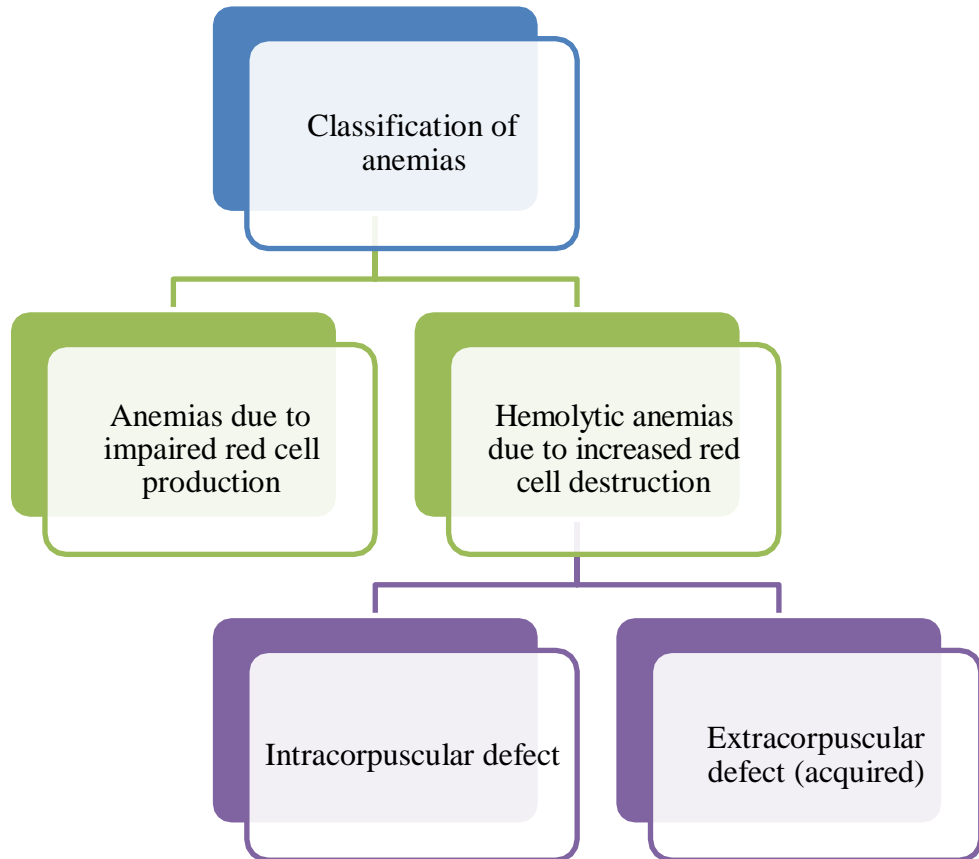 Classification of
anemias
Anemias due to
impaired red cell
production
Hemolytic anemias
due to increased red
cell destruction
Intracorpuscular defect
Extracorpuscular
defect (acquired)